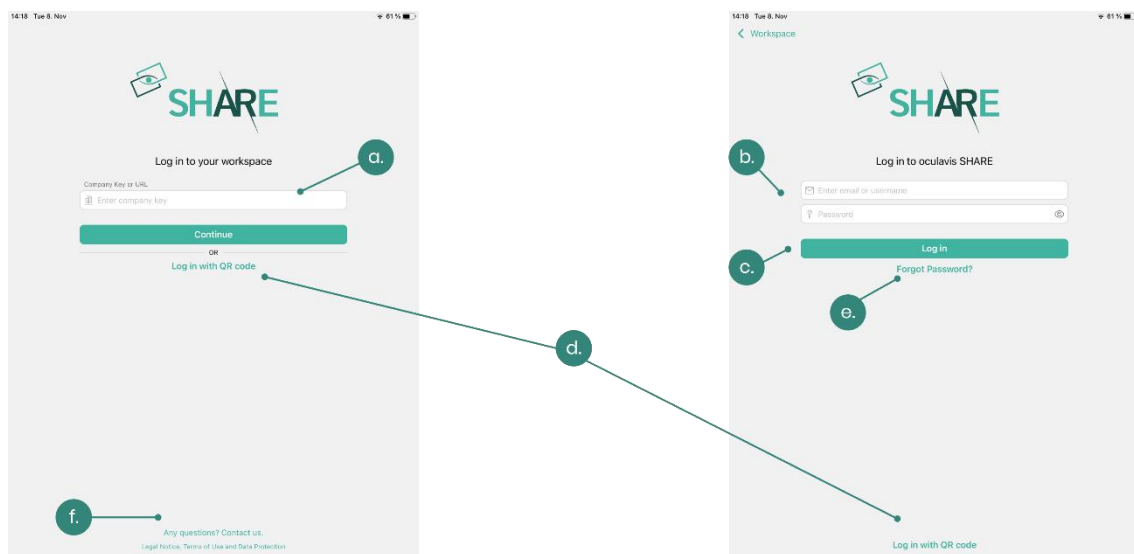 14:18 Tue 8. Nov
61 %
SHARE
Log in to your workspace
a.
Company Key or URL
Enter company key
Continue
OR
Log in with QR code
d.
f.
Any questions? Contact us.
Legal Notice, Terms of Use and Data Protection
14:18 Tue 8. Nov
61 %
Workspace
SHARE
Log in to oculavis SHARE
b.
Enter email or username
Password
c.
Log in
Forgot Password?
e.
Log in with QR code